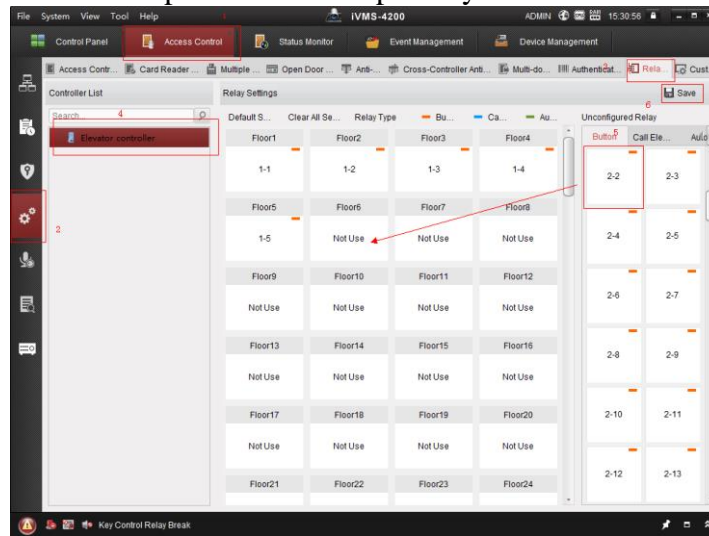 File System View Tool Help 1 iVMS-4200 ADMIN 15:30:56
Control Panel Access Control Status Monitor Event Management Device Management
Access Contr... Card Reader ... Multiple ... Open Door ... Anti-... Cross-Controller Anti... Multi-do... Authenticat... Rela... Cust
Controller List Relay Settings 6 Save
Search... 4 Default S... Clear All Se... Relay Type Bu... Ca... Au... Unconfigured Relay
Elevator controller Floor1 Floor2 Floor3 Floor4 Button 5 Call Ele... Aulo
1-1 1-2 1-3 1-4 2-2 2-3
Floor5 Floor6 Floor7 Floor8
2 1-5 Not Use Not Use Not Use 2-4 2-5
Floor9 Floor10 Floor11 Floor12
Not Use Not Use Not Use Not Use 2-6 2-7
Floor13 Floor14 Floor15 Floor16
Not Use Not Use Not Use Not Use 2-8 2-9
Floor17 Floor18 Floor19 Floor20
Not Use Not Use Not Use Not Use 2-10 2-11
Floor21 Floor22 Floor23 Floor24 2-12 2-13
Key Control Relay Break